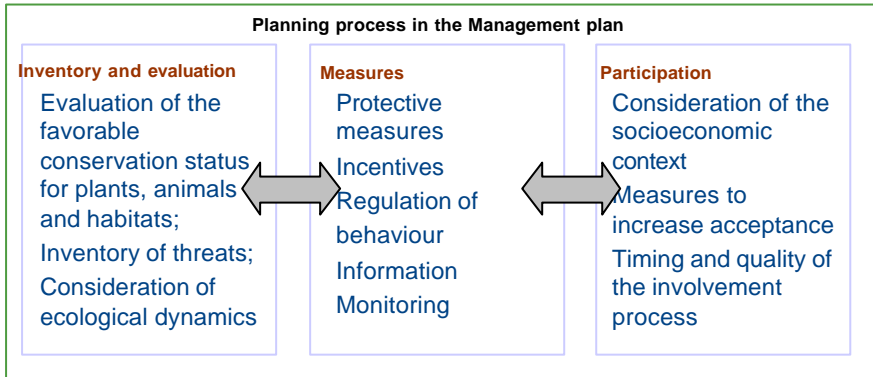 Planning process in the Management plan
Inventory and evaluation
Evaluation of the
favorable
conservation status
for plants, animals
and habitats;
Inventory of threats;
Consideration of
ecological dynamics
Measures
Protective
measures
Incentives
Regulation of
behaviour
Information
Monitoring
Participation
Consideration of the
socioeconomic
context
Measures to
increase acceptance
Timing and quality of
the involvement
process